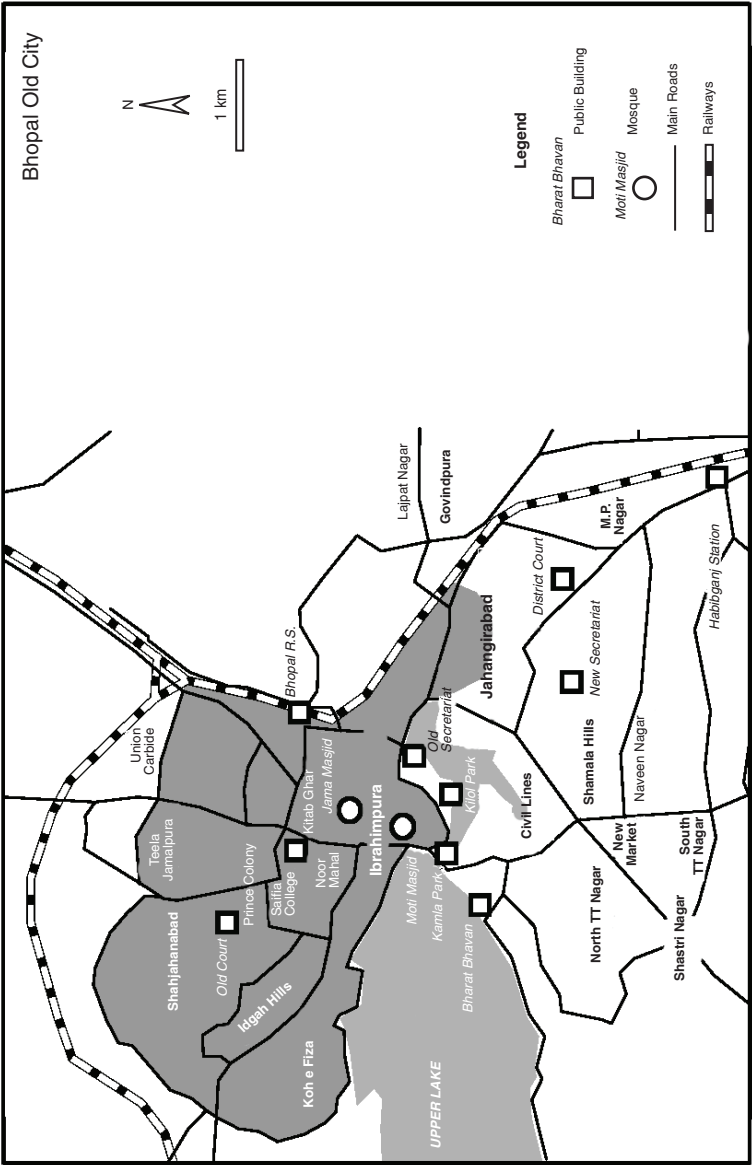 Bhopal Old City
N
1 km
Legend
Bharat Bhavan
Public Building
Moti Masjid
Mosque
Main Roads
Railways
Union
Carbide
Teela
Jamalpura
Shahjahanabad
Old Court
Prince Colony
Saifia
College
Noor
Mahal
Kitab Ghar
Jama Masjid
Bhopal R.S.
Idgah Hills
Koh e Fiza
Ibrahimpura
Moti Masjid
Kamla Park
Bharat Bhavan
UPPER LAKE
Old
Secretariat
Kilol Park
Jahangirabad
Lajpat Nagar
Govindpura
Civil Lines
District Court
M.P.
Nagar
New Secretariat
Shamala Hills
Naveen Nagar
Habibganj Station
New
Market
North TT Nagar
South
TT Nagar
Shastri Nagar